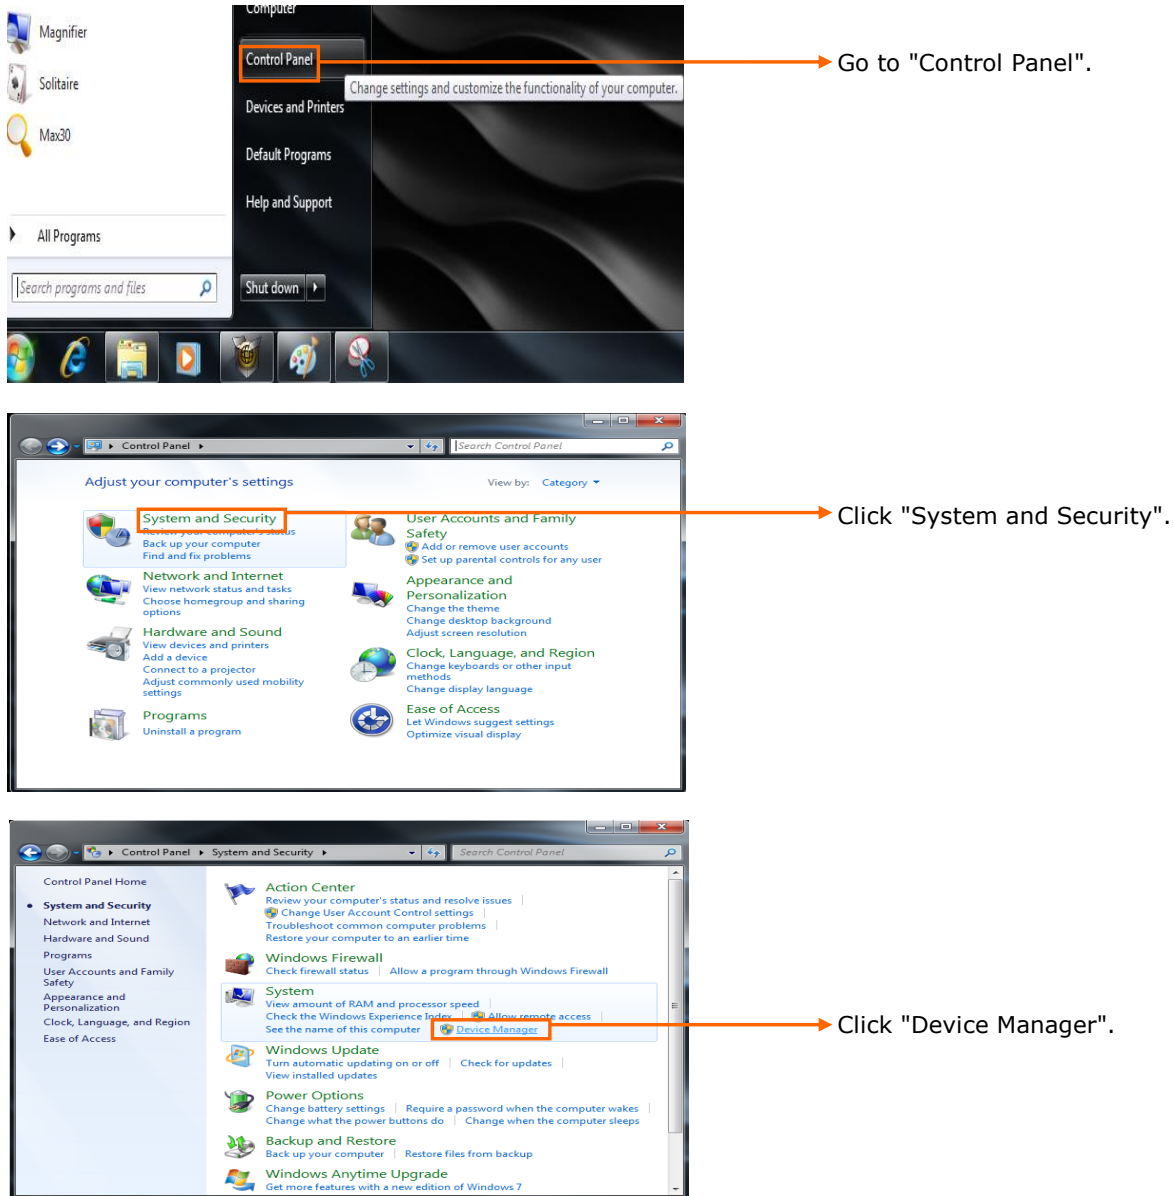 Magnifier
Solitaire
Max30
All Programs
Search programs and files
Computer
Control Panel
Change settings and customize the functionality of your computer.
Devices and Printers
Default Programs
Help and Support
Shut down
Go to "Control Panel".
Control Panel
Search Control Panel
Adjust your computer's settings
View by: Category
System and Security
Review your computer's status
Back up your computer
Find and fix problems
Network and Internet
View network status and tasks
Choose homegroup and sharing
options
Hardware and Sound
View devices and printers
Add a device
Connect to a projector
Adjust commonly used mobility
settings
Programs
Uninstall a program
User Accounts and Family
Safety
Add or remove user accounts
Set up parental controls for any user
Appearance and
Personalization
Change the theme
Change desktop background
Adjust screen resolution
Clock, Language, and Region
Change keyboards or other input
methods
Change display language
Ease of Access
Let Windows suggest settings
Optimize visual display
Click "System and Security".
Control Panel System and Security
Search Control Panel
Control Panel Home
System and Security
Network and Internet
Hardware and Sound
Programs
User Accounts and Family
Safety
Appearance and
Personalization
Clock, Language, and Region
Ease of Access
Action Center
Review your computer's status and resolve issues
Change User Account Control settings
Troubleshoot common computer problems
Restore your computer to an earlier time
Windows Firewall
Check firewall status Allow a program through Windows Firewall
System
View amount of RAM and processor speed
Check the Windows Experience Index Allow remote access
See the name of this computer Device Manager
Windows Update
Turn automatic updating on or off Check for updates
View installed updates
Power Options
Change battery settings Require a password when the computer wakes
Change what the power buttons do Change when the computer sleeps
Backup and Restore
Back up your computer Restore files from backup
Windows Anytime Upgrade
Get more features with a new edition of Windows 7
Click "Device Manager".